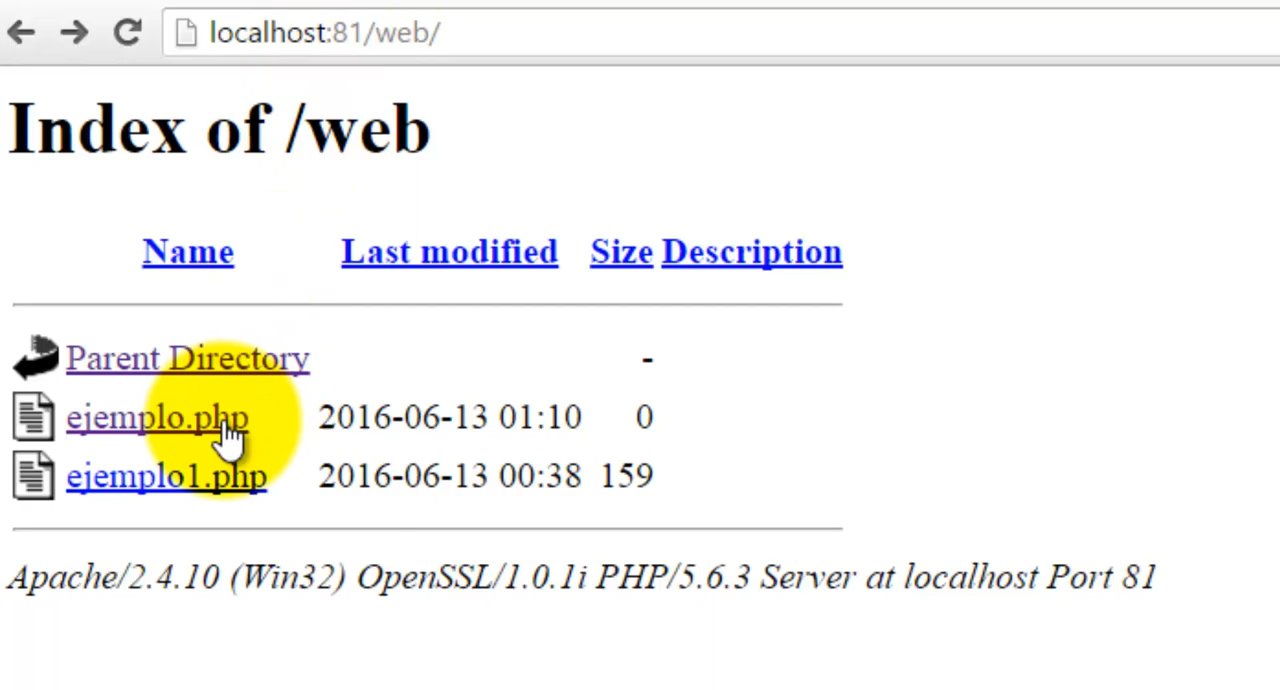 localhost:81/web/
Index of /web
Name Last modified Size Description
Parent Directory -
ejemplo.php 2016-06-13 01:10 0
ejemplo1.php 2016-06-13 00:38 159
Apache/2.4.10 (Win32) OpenSSL/1.0.1i PHP/5.6.3 Server at localhost Port 81